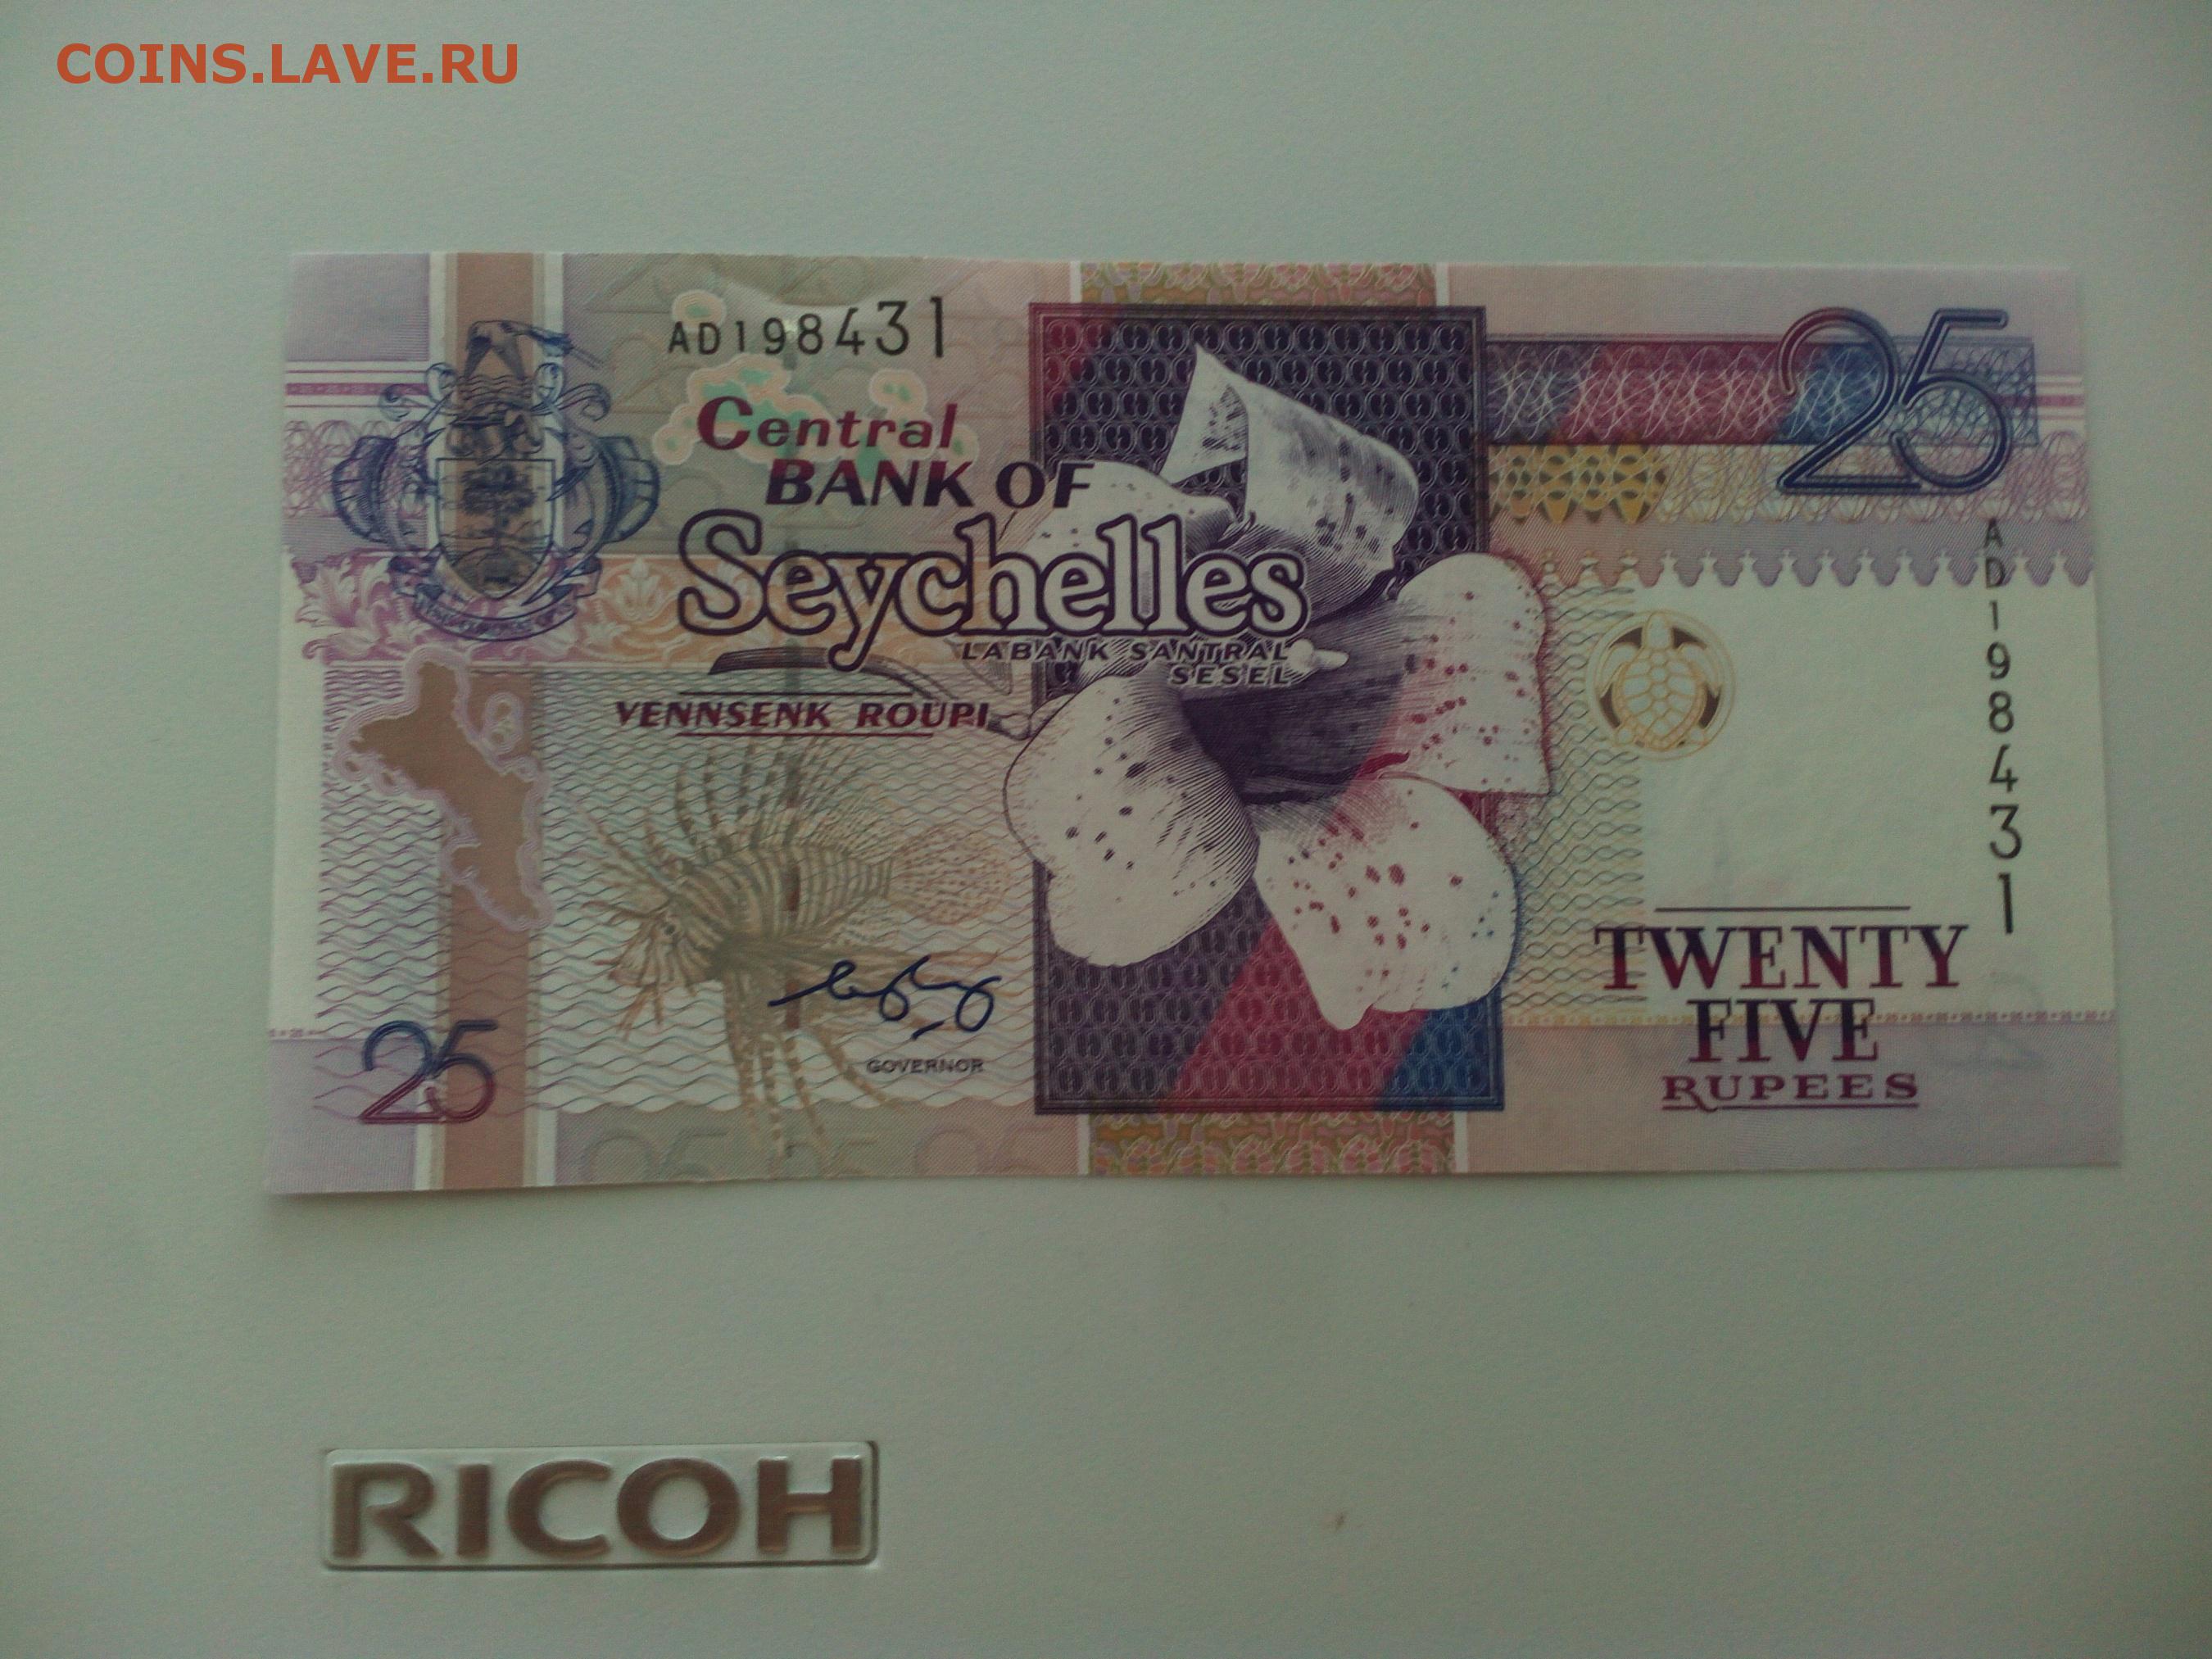 COINS.LAVE.RU
AD198431
Central
BANK OF
Seychelles
LABANK SANTRAL
SESEL
VENNSENK ROUPI
25
AD198431
GOVERNOR
25
TWENTY
FIVE
RUPEES
RICOH